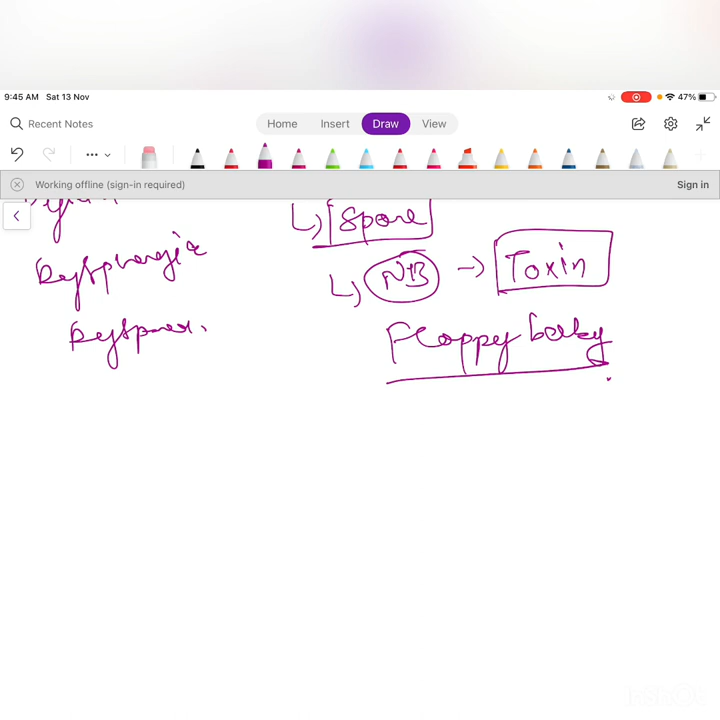 9:45 AM Sat 13 Nov 47%
Recent Notes Home Insert Draw View
Working offline (sign-in required) Sign in
Spore
Dysphagia
NB → Toxin
Floppy baby